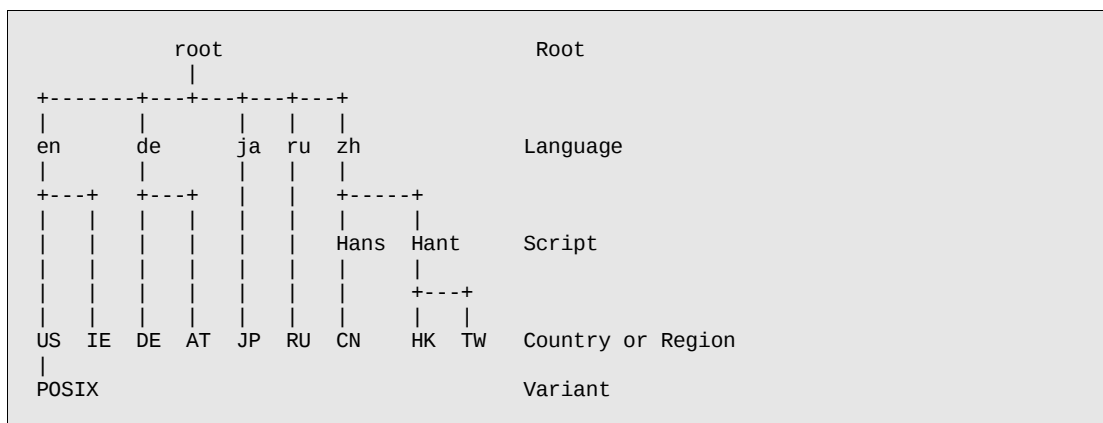 root                               Root
                |
 +-------+---+---+---+---+
 |       |       |   |   |
 en      de      ja  ru  zh             Language
 |       |       |   |   |
 +---+   +---+   |   |   +-----+
 |   |   |   |   |   |   |     |
 |   |   |   |   |   |   Hans  Hant     Script
 |   |   |   |   |   |   |     |
 |   |   |   |   |   |   |     +---+
 |   |   |   |   |   |   |     |   |
 US  IE  DE  AT  JP  RU  CN    HK  TW   Country or Region
 |
 POSIX                                  Variant